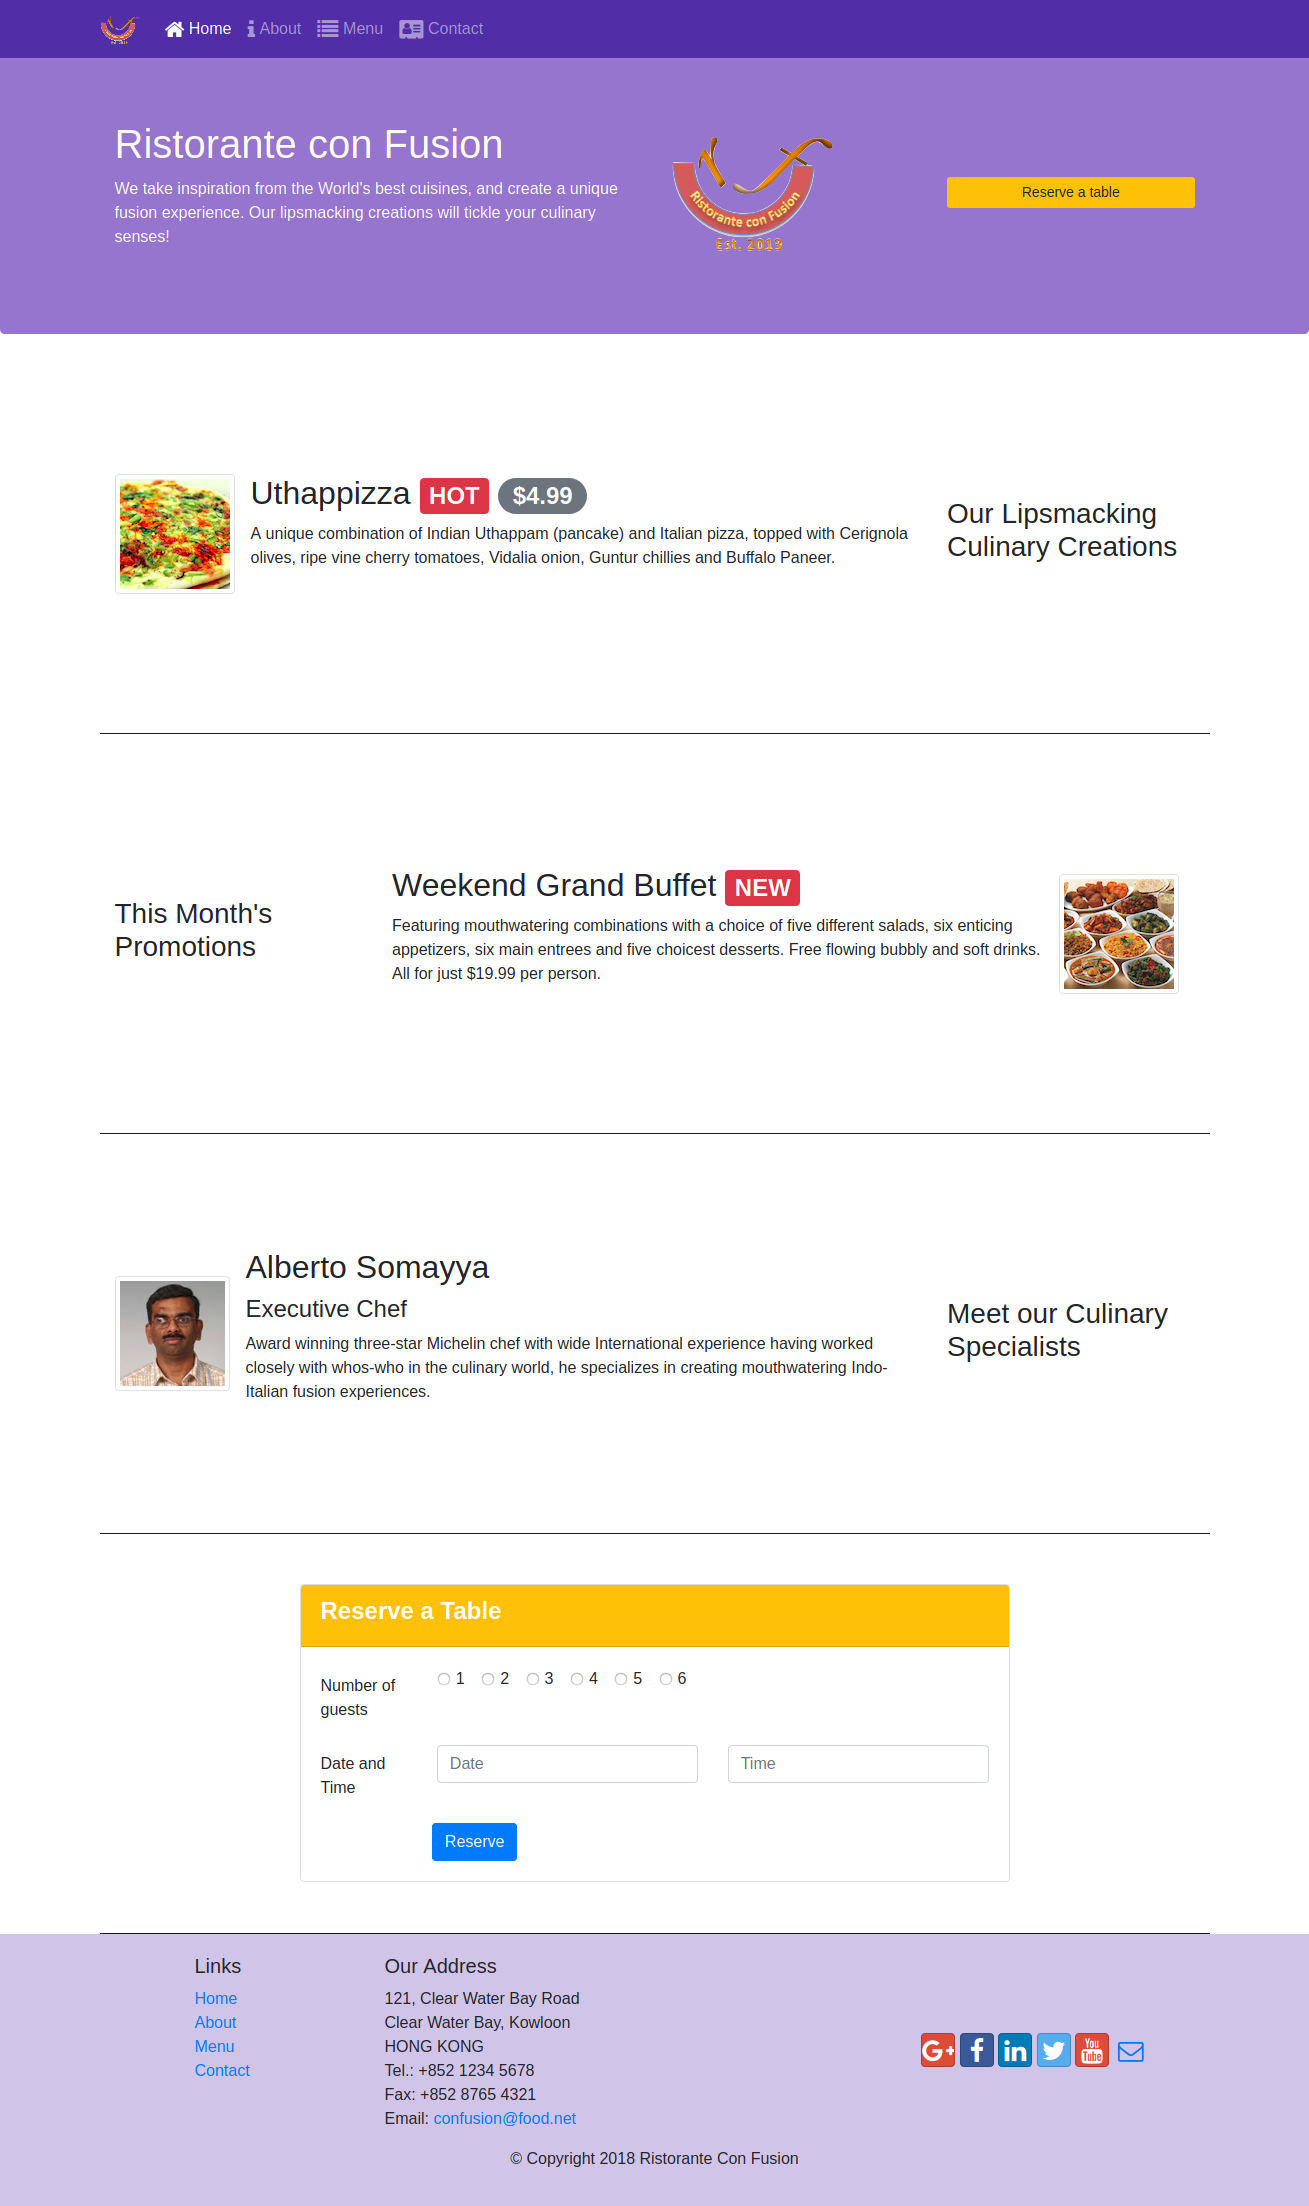 Home
About
Menu
Contact
Ristorante con Fusion
We take inspiration from the World's best cuisines, and create a unique
fusion experience. Our lipsmacking creations will tickle your culinary
senses!
Ristorante con Fusion
Est. 2013
Reserve a table
Uthappizza HOT $4.99
A unique combination of Indian Uthappam (pancake) and Italian pizza, topped with Cerignola
olives, ripe vine cherry tomatoes, Vidalia onion, Guntur chillies and Buffalo Paneer.
Our Lipsmacking
Culinary Creations
This Month's
Promotions
Weekend Grand Buffet NEW
Featuring mouthwatering combinations with a choice of five different salads, six enticing
appetizers, six main entrees and five choicest desserts. Free flowing bubbly and soft drinks.
All for just $19.99 per person.
Alberto Somayya
Executive Chef
Award winning three-star Michelin chef with wide International experience having worked
closely with whos-who in the culinary world, he specializes in creating mouthwatering Indo-
Italian fusion experiences.
Meet our Culinary
Specialists
Reserve a Table
Number of
guests
1 2 3 4 5 6
Date and
Time
Date
Time
Reserve
Links
Home
About
Menu
Contact
Our Address
121, Clear Water Bay Road
Clear Water Bay, Kowloon
HONG KONG
Tel.: +852 1234 5678
Fax: +852 8765 4321
Email: confusion@food.net
G+ f in You Tube
© Copyright 2018 Ristorante Con Fusion